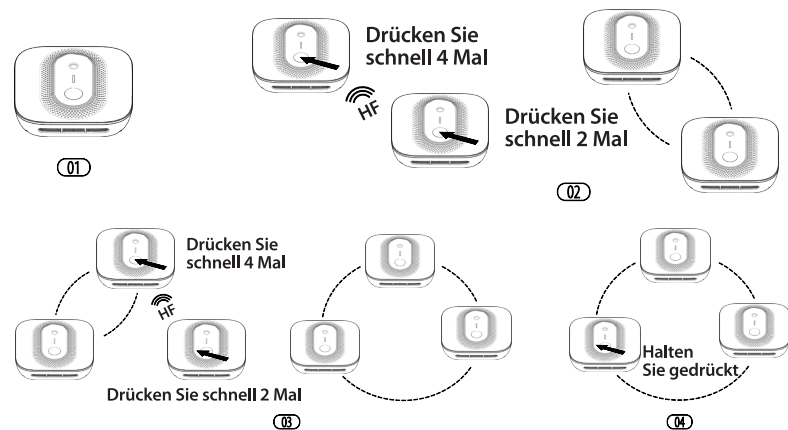 Drücken Sie
schnell 4 Mal
HF
Drücken Sie
schnell 2 Mal
01
02
Drücken Sie
schnell 4 Mal
HF
Drücken Sie schnell 2 Mal
Halten
Sie gedrückt
03
04